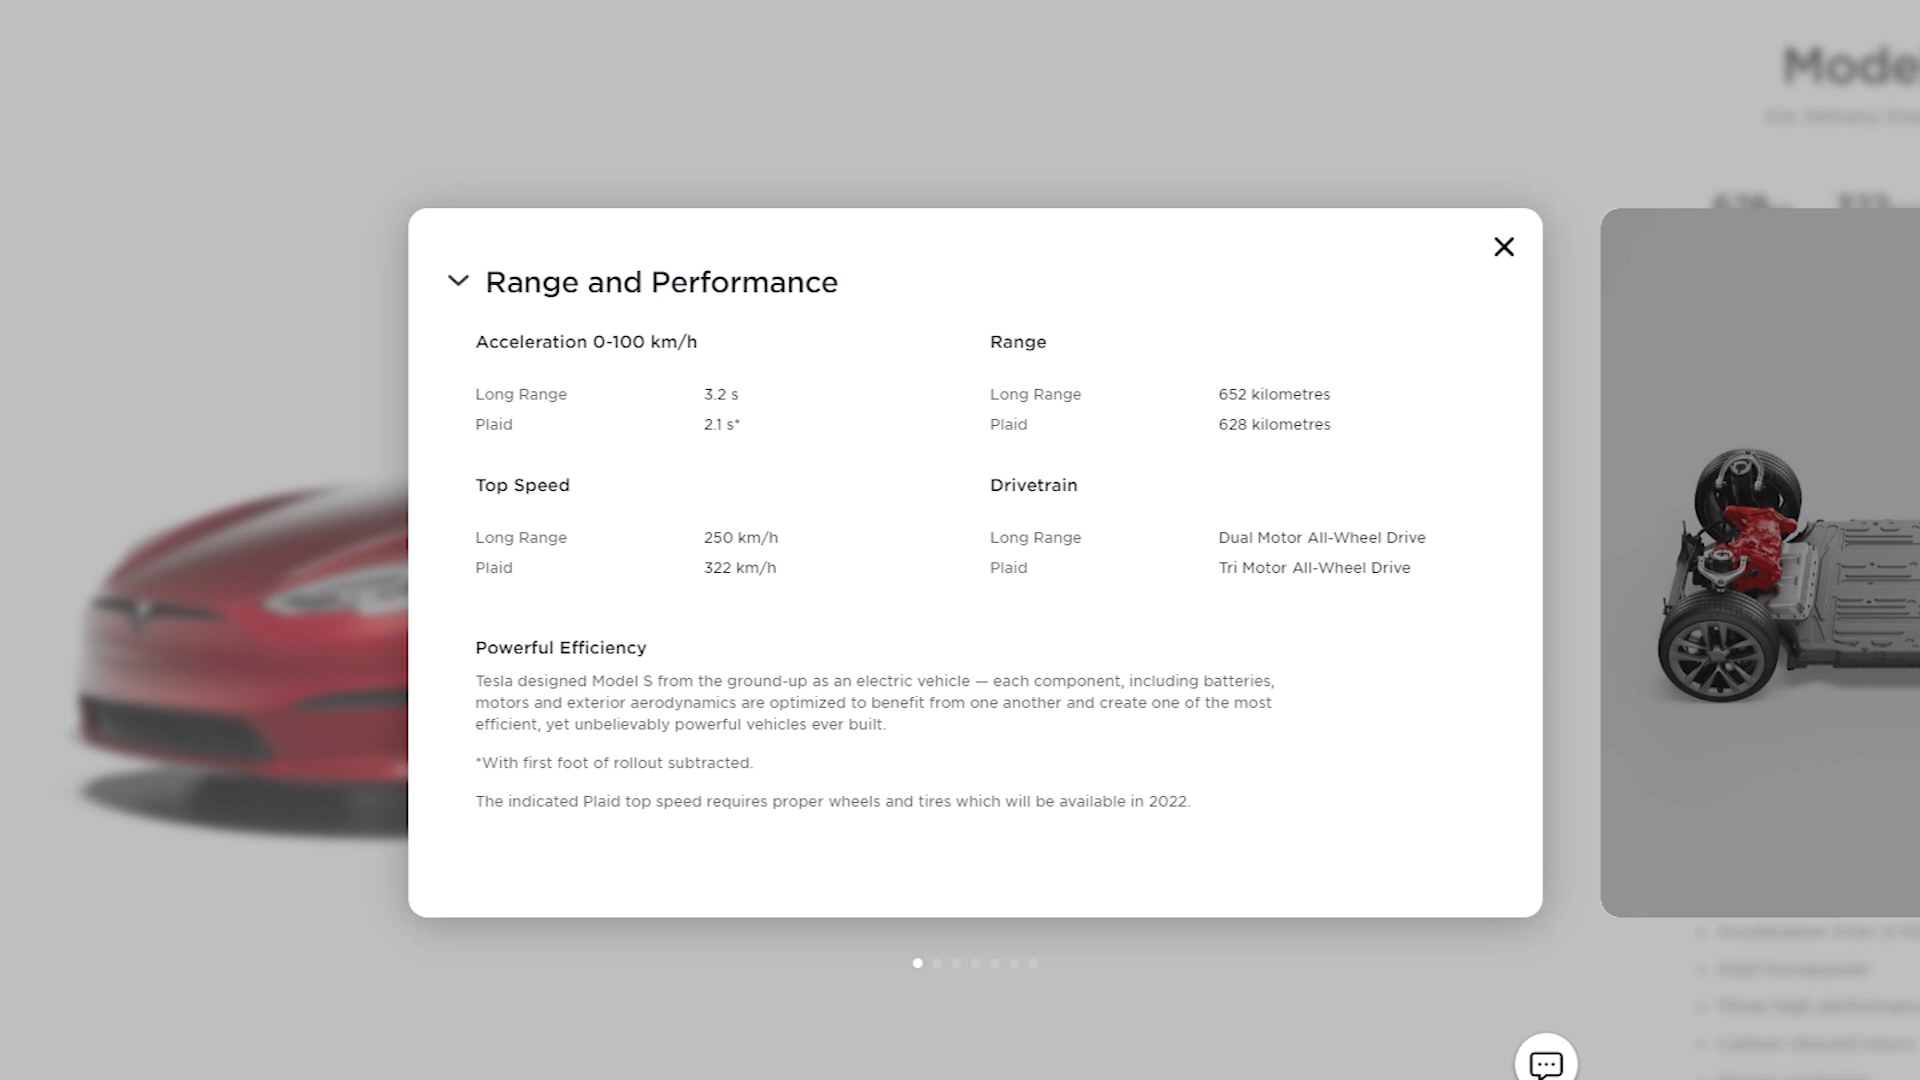 Range and Performance
Acceleration 0-100 km/h
Long Range 3.2 s
Plaid 2.1 s*
Range
Long Range 652 kilometres
Plaid 628 kilometres
Top Speed
Long Range 250 km/h
Plaid 322 km/h
Drivetrain
Long Range Dual Motor All-Wheel Drive
Plaid Tri Motor All-Wheel Drive
Powerful Efficiency
Tesla designed Model S from the ground-up as an electric vehicle — each component, including batteries,
motors and exterior aerodynamics are optimized to benefit from one another and create one of the most
efficient, yet unbelievably powerful vehicles ever built.
*With first foot of rollout subtracted.
The indicated Plaid top speed requires proper wheels and tires which will be available in 2022.